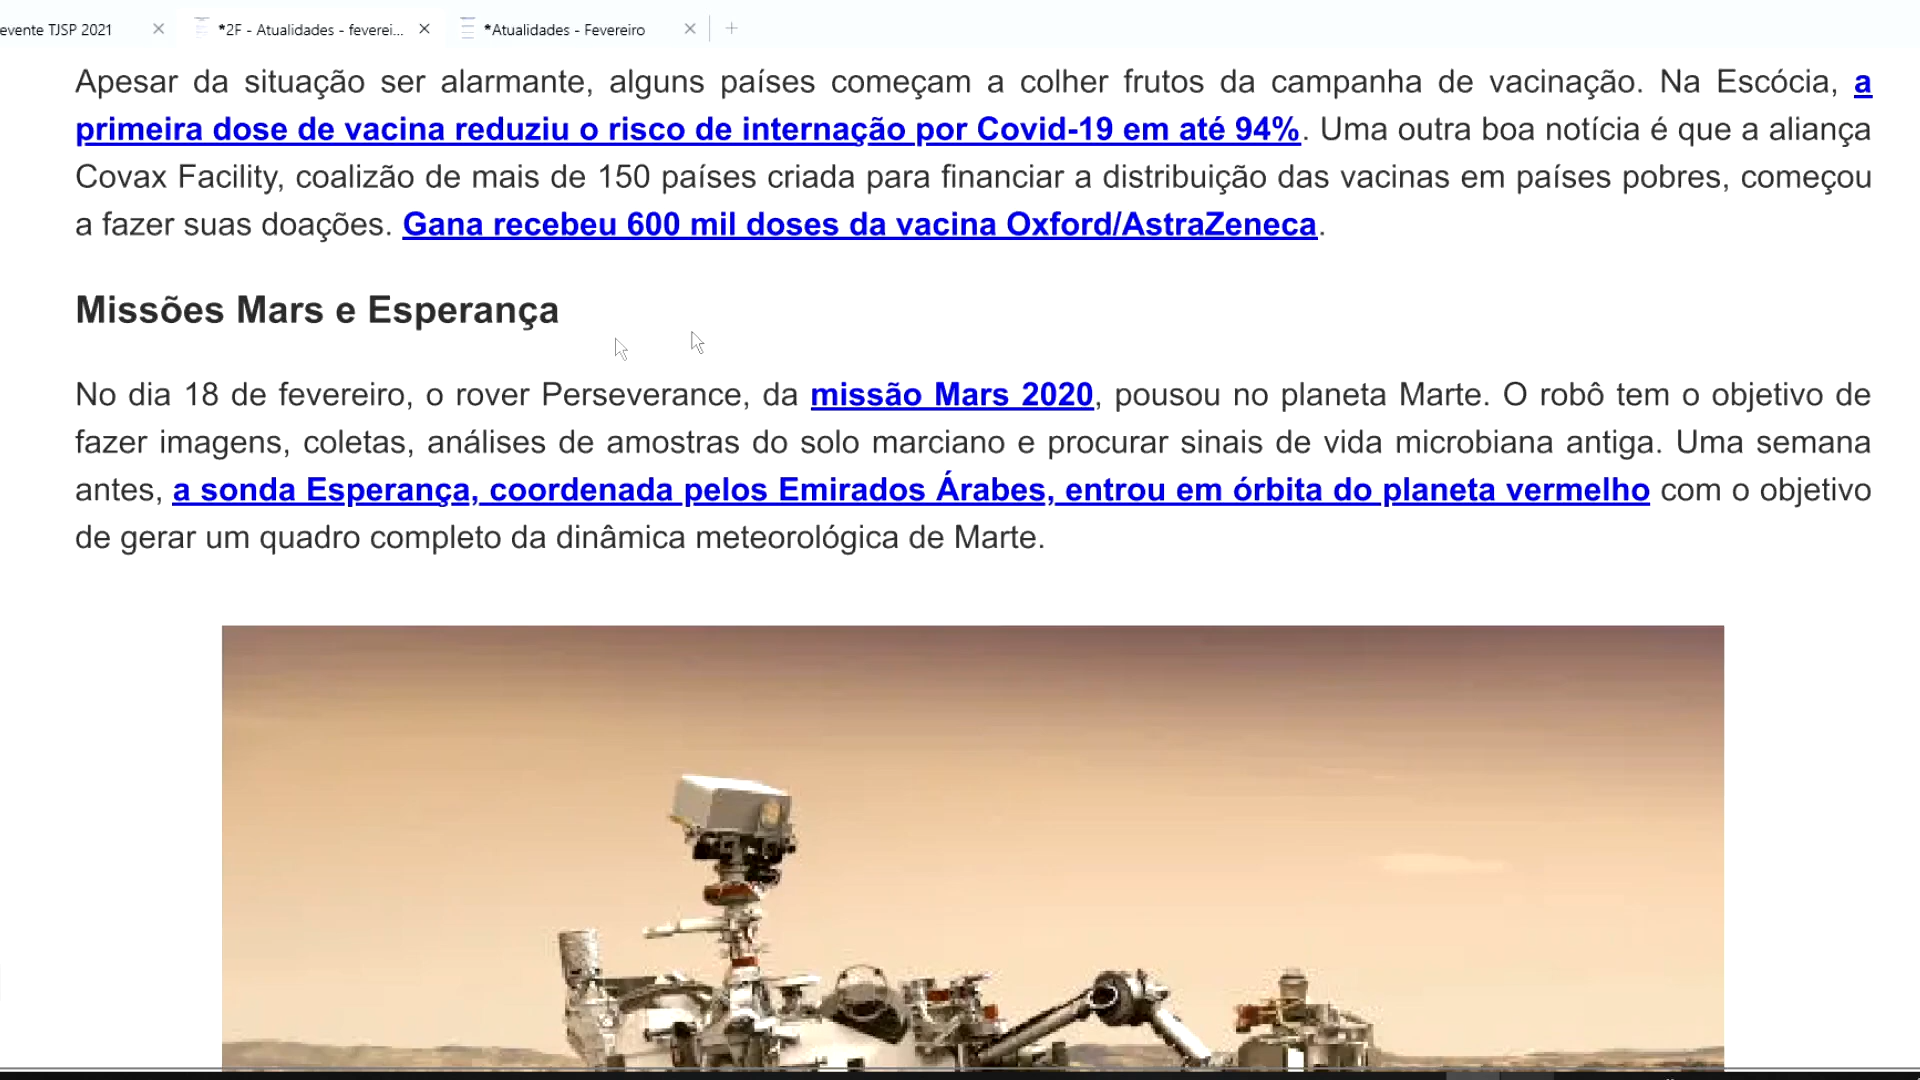 evente TJSP 2021
*2F - Atualidades - feverei...
*Atualidades - Fevereiro
Apesar da situação ser alarmante, alguns países começam a colher frutos da campanha de vacinação. Na Escócia, a
primeira dose de vacina reduziu o risco de internação por Covid-19 em até 94%. Uma outra boa notícia é que a aliança
Covax Facility, coalizão de mais de 150 países criada para financiar a distribuição das vacinas em países pobres, começou
a fazer suas doações. Gana recebeu 600 mil doses da vacina Oxford/AstraZeneca.
Missões Mars e Esperança
No dia 18 de fevereiro, o rover Perseverance, da missão Mars 2020, pousou no planeta Marte. O robô tem o objetivo de
fazer imagens, coletas, análises de amostras do solo marciano e procurar sinais de vida microbiana antiga. Uma semana
antes, a sonda Esperança, coordenada pelos Emirados Árabes, entrou em órbita do planeta vermelho com o objetivo
de gerar um quadro completo da dinâmica meteorológica de Marte.